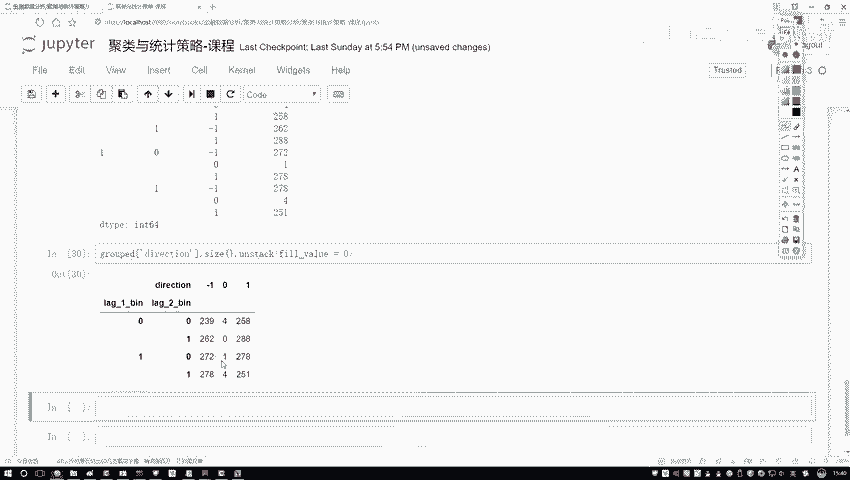 jupyter 聚类与统计策略-课程 Last Checkpoint: Last Sunday at 5:54 PM (unsaved changes)
File Edit View Insert Cell Kernel Widgets Help
Trusted
Code
1 258
1 -1 262
1 288
1 0 -1 272
0 1
1 278
1 -1 278
0 4
1 251
dtype: int64
In [30]: grouped['direction'].size().unstack(fill_value = 0)
Out[30]:
direction -1 0 1
lag_1_bin lag_2_bin
0 0 239 4 258
1 262 0 288
1 0 272 1 278
1 278 4 251
In [ ]:
In [ ]:
15:40